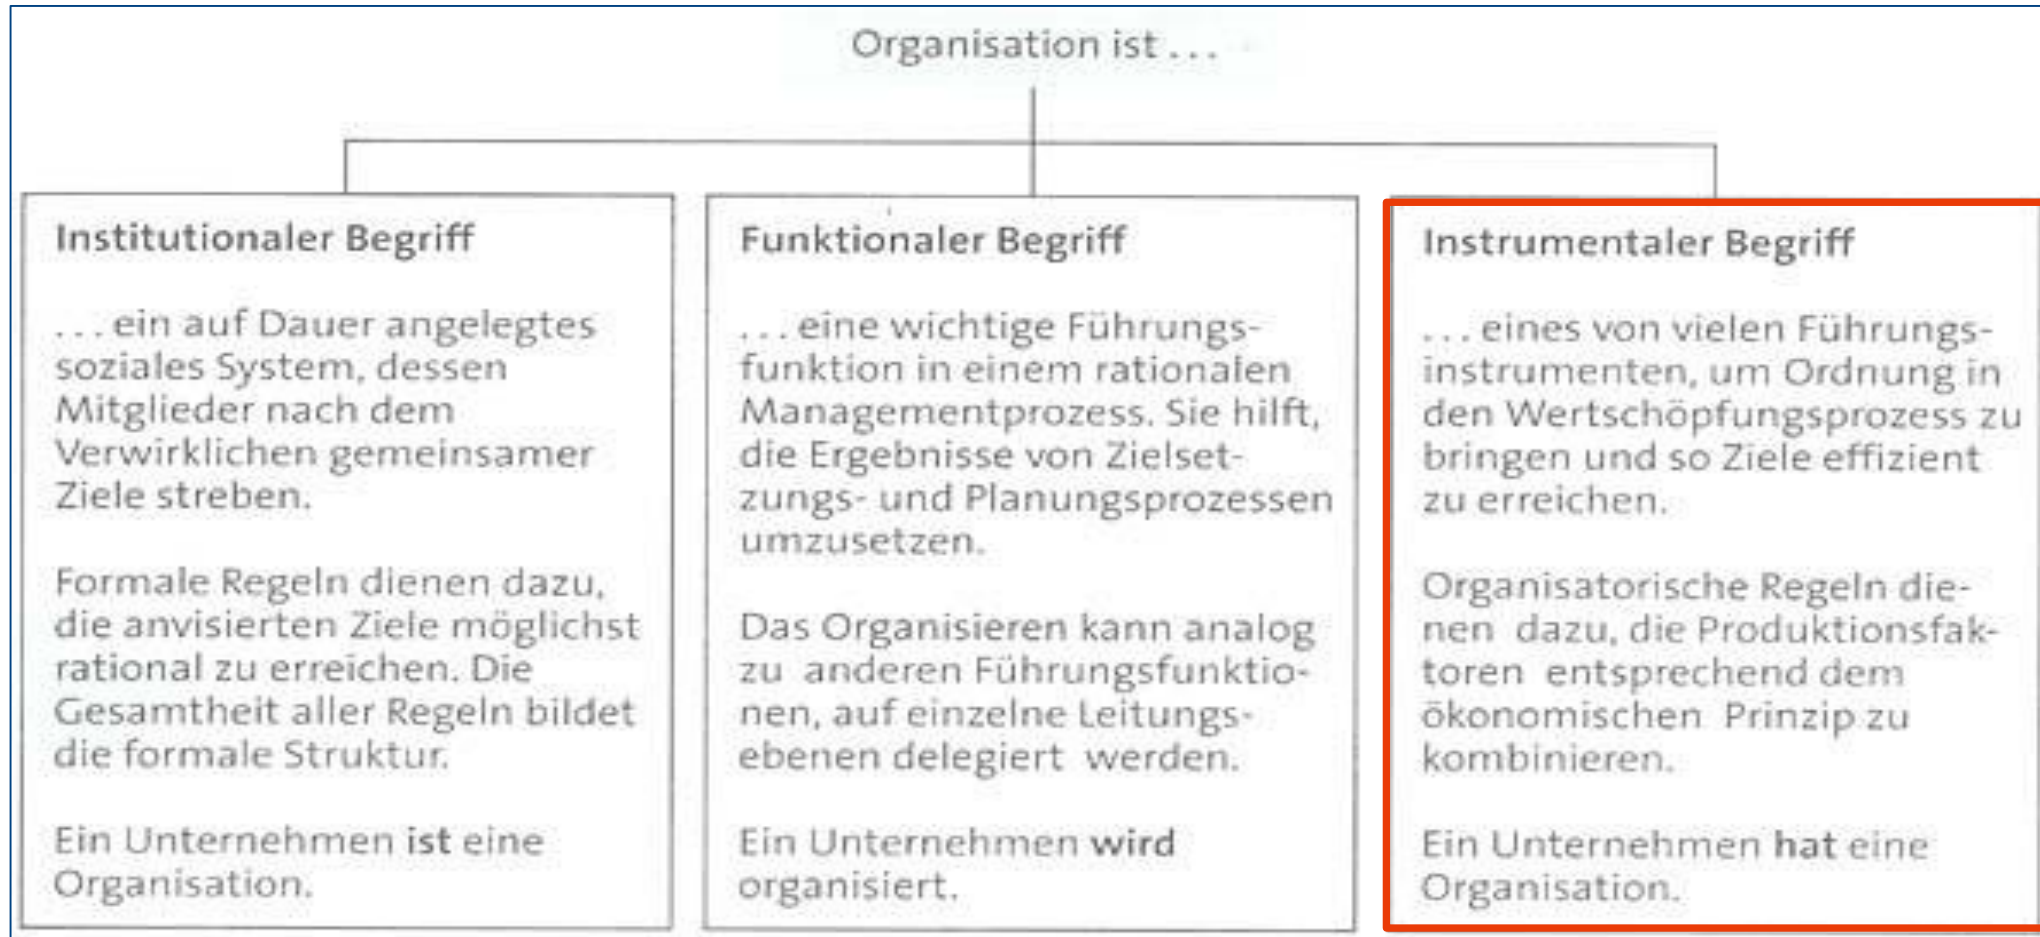 Organisation ist ...
Institutionaler Begriff
... ein auf Dauer angelegtes
soziales System, dessen
Mitglieder nach dem
Verwirklichen gemeinsamer
Ziele streben.
Formale Regeln dienen dazu,
die anvisierten Ziele möglichst
rational zu erreichen. Die
Gesamtheit aller Regeln bildet
die formale Struktur.
Ein Unternehmen ist eine
Organisation.
Funktionaler Begriff
... eine wichtige Führungs-
funktion in einem rationalen
Managementprozess. Sie hilft,
die Ergebnisse von Zielset-
zungs- und Planungsprozessen
umzusetzen.
Das Organisieren kann analog
zu anderen Führungsfunktio-
nen, auf einzelne Leitungs-
ebenen delegiert werden.
Ein Unternehmen wird
organisiert.
Instrumentaler Begriff
... eines von vielen Führungs-
instrumenten, um Ordnung in
den Wertschöpfungsprozess zu
bringen und so Ziele effizient
zu erreichen.
Organisatorische Regeln die-
nen dazu, die Produktionsfak-
toren entsprechend dem
ökonomischen Prinzip zu
kombinieren.
Ein Unternehmen hat eine
Organisation.